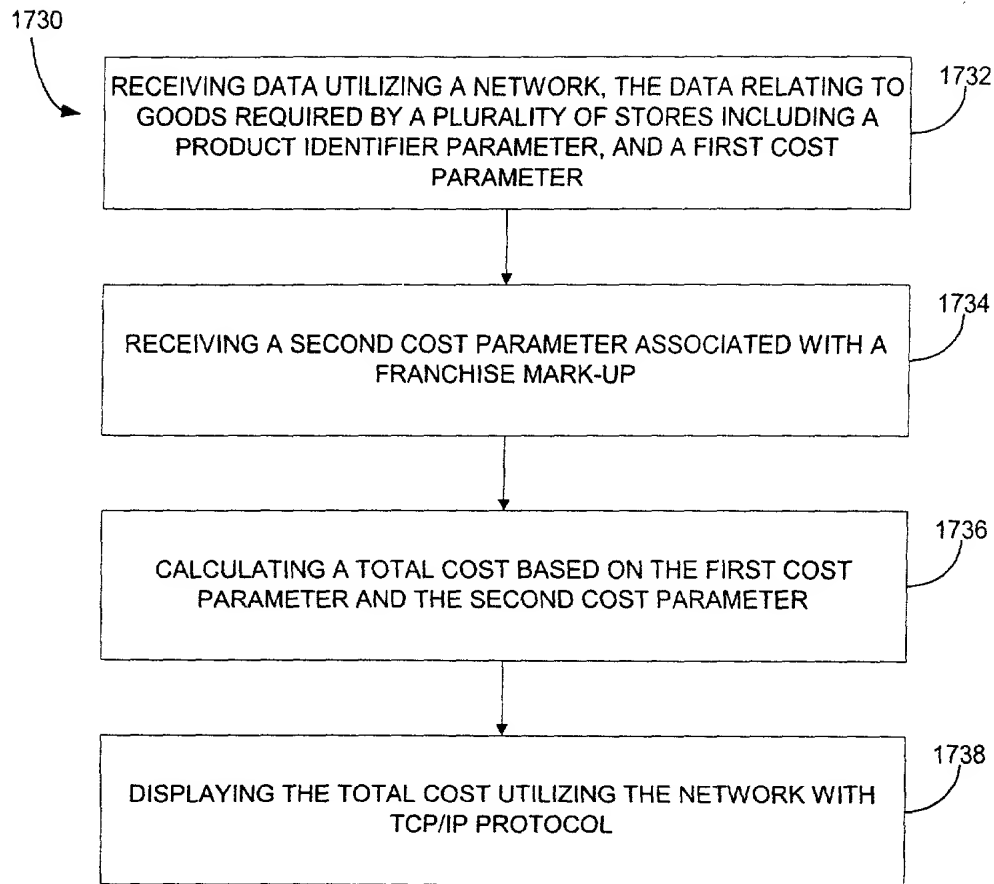 1730
RECEIVING DATA UTILIZING A NETWORK, THE DATA RELATING TO
GOODS REQUIRED BY A PLURALITY OF STORES INCLUDING A
PRODUCT IDENTIFIER PARAMETER, AND A FIRST COST
PARAMETER
1732
RECEIVING A SECOND COST PARAMETER ASSOCIATED WITH A
FRANCHISE MARK-UP
1734
CALCULATING A TOTAL COST BASED ON THE FIRST COST
PARAMETER AND THE SECOND COST PARAMETER
1736
DISPLAYING THE TOTAL COST UTILIZING THE NETWORK WITH
TCP/IP PROTOCOL
1738